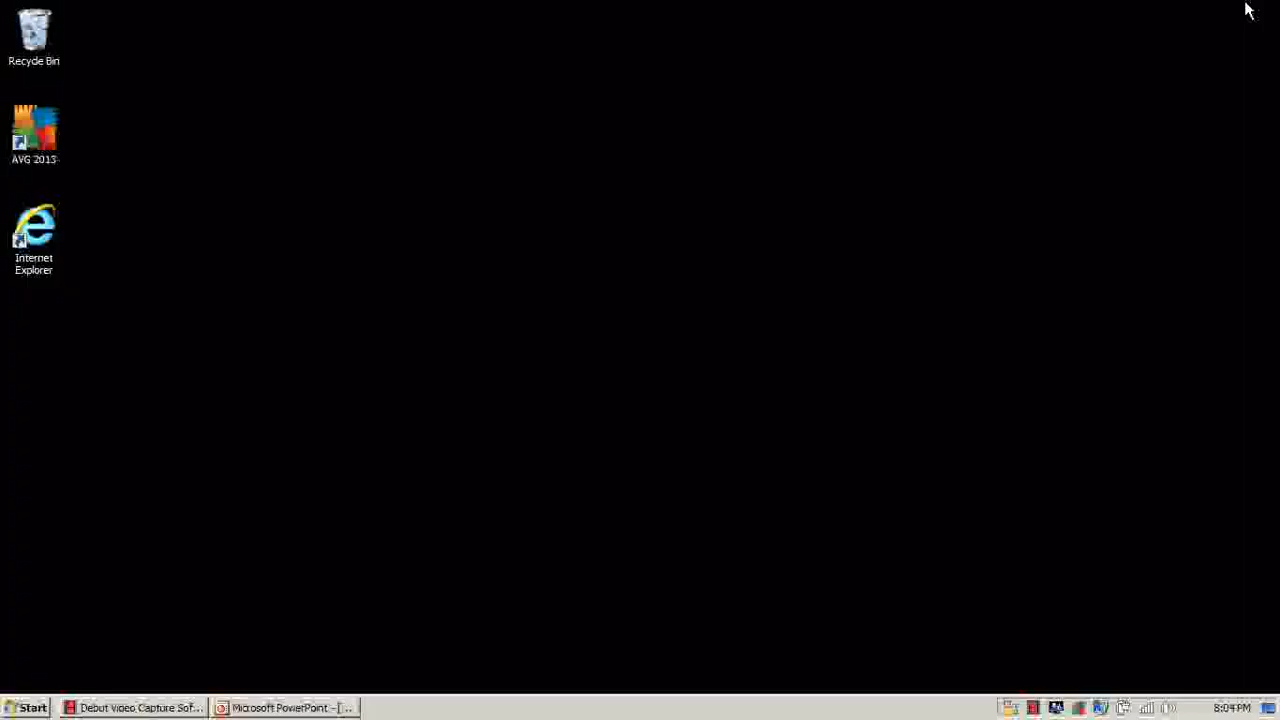 Recycle Bin
AVG 2013
Internet
Explorer
Start
Debut Video Capture Sof...
Microsoft PowerPoint - [...
8:04 PM